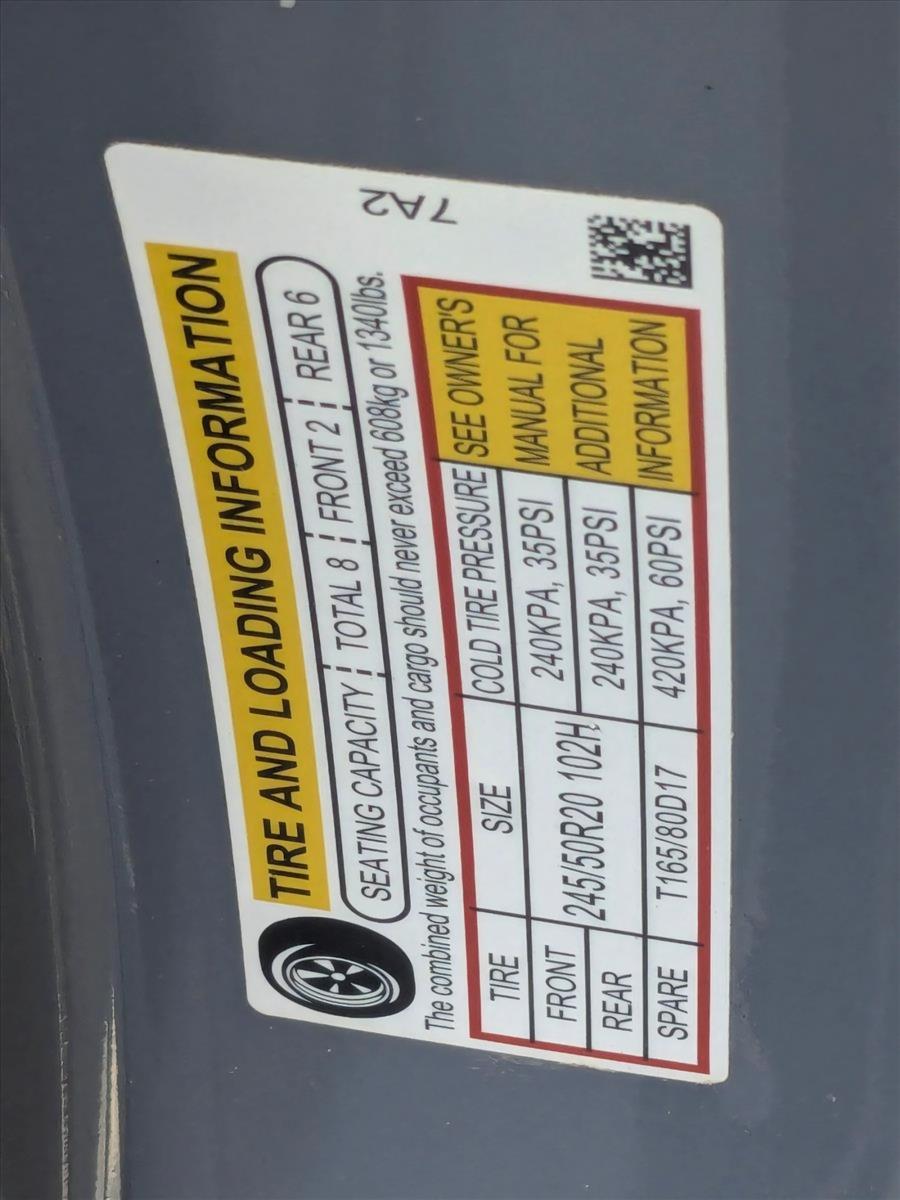 TIRE AND LOADING INFORMATION
SEATING CAPACITY TOTAL 8 FRONT 2 REAR 6
The combined weight of occupants and cargo should never exceed 608kg or 1340lbs.
TIRE SIZE COLD TIRE PRESSURE SEE OWNER'S
FRONT 245/50R20 102H 240KPA, 35PSI MANUAL FOR
REAR 240KPA, 35PSI ADDITIONAL
SPARE T165/80D17 420KPA, 60PSI INFORMATION
7A2